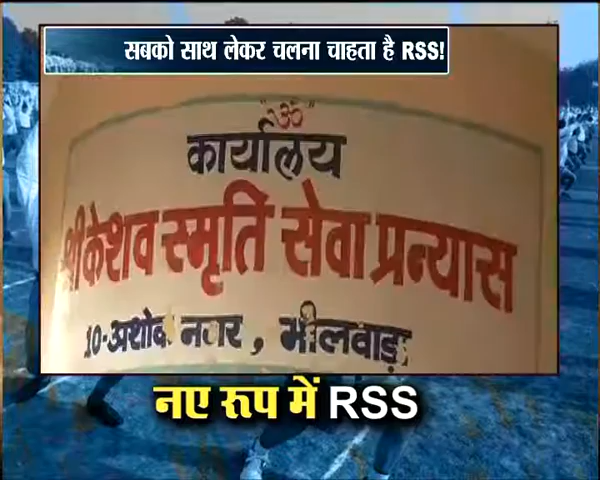 सबको साथ लेकर चलना चाहता है RSS!
"ॐ"
कार्यालय
श्री केशव स्मृति सेवा प्रन्यास
10-अशोक नगर, भीलवाड़ा
नए रूप में RSS